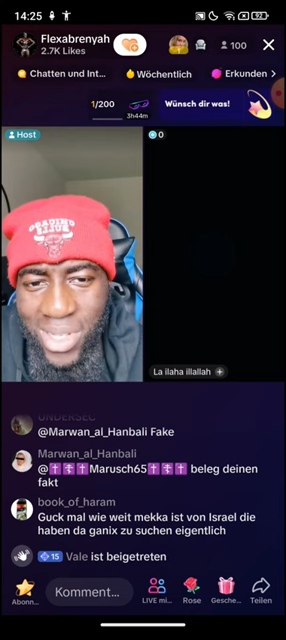 14:25
92
Flexabrenyah
2.7K Likes
100
Chatten und Int...
Wöchentlich
Erkunden
1/200
3h44m
Wünsch dir was!
Host
0
CHICAGO
BULLS
La ilaha illallah +
UNDERSEC
@Marwan_al_Hanbali Fake
Marwan_al_Hanbali
@✝️☦️✝️Marusch65✝️☦️✝️ beleg deinen
fakt
book_of_haram
Guck mal wie weit mekka ist von Israel die
haben da ganix zu suchen eigentlich
15 Vale ist beigetreten
Abonn...
Komment...
LIVE mi...
Rose
Gesche...
Teilen